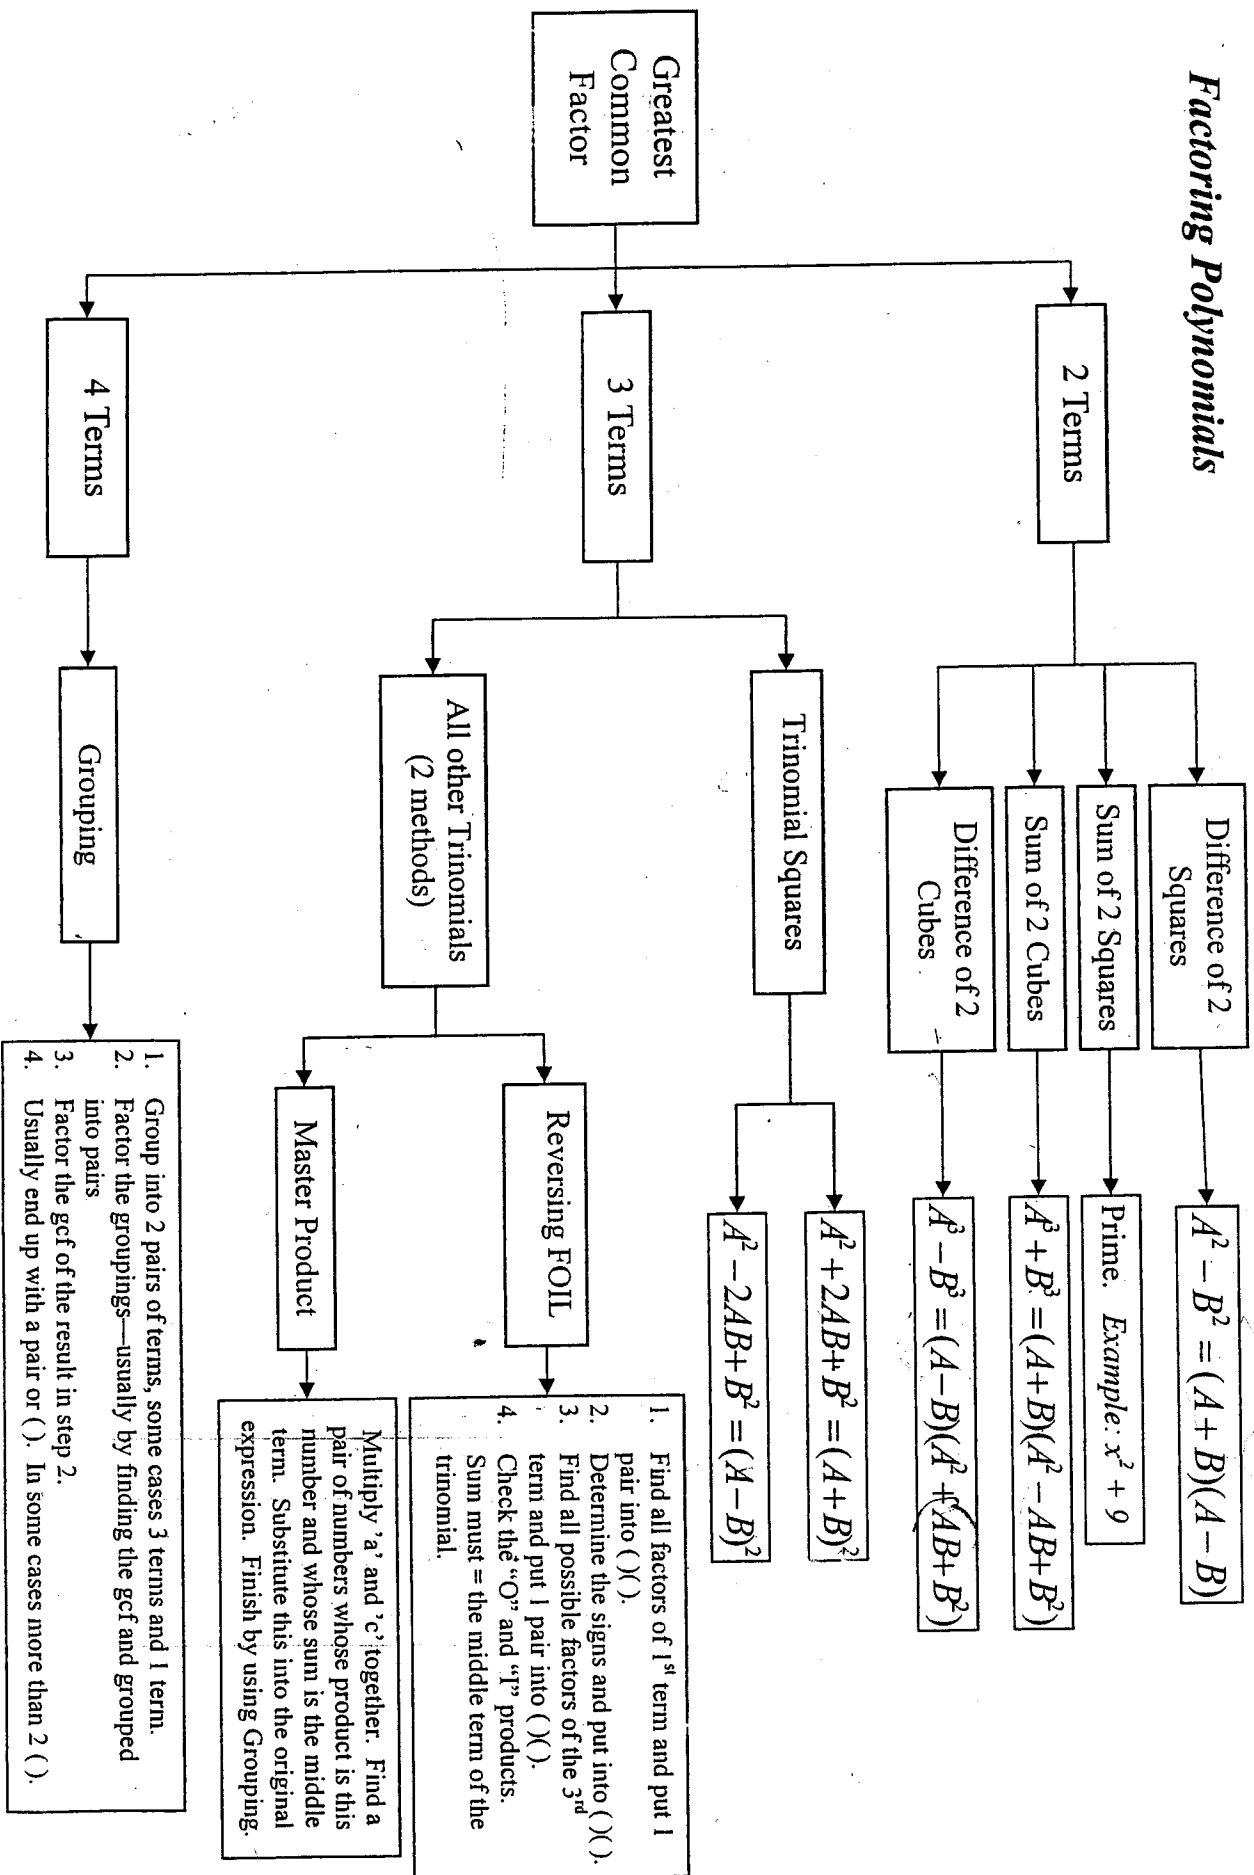 Factoring Polynomials
Greatest
Common
Factor
2 Terms
Difference of 2
Squares
A² − B² = (A + B)(A − B)
Sum of 2 Squares
Prime. Example: x² + 9
Sum of 2 Cubes
A³ + B³ = (A + B)(A² − AB + B²)
Difference of 2
Cubes
A³ − B³ = (A − B)(A² + AB + B²)
3 Terms
Trinomial Squares
A² + 2AB + B² = (A + B)²
A² − 2AB + B² = (A − B)²
All other Trinomials
(2 methods)
Reversing FOIL
1. Find all factors of 1st term and put 1
pair into ( )( ).
2. Determine the signs and put into ( )( ).
3. Find all possible factors of the 3rd
term and put 1 pair into ( )( ).
4. Check the “O” and “I” products.
Sum must = the middle term of the
trinomial.
Master Product
Multiply 'a' and 'c' together. Find a
pair of numbers whose product is this
number and whose sum is the middle
term. Substitute this into the original
expression. Finish by using Grouping.
4 Terms
Grouping
1. Group into 2 pairs of terms, some cases 3 terms and 1 term.
2. Factor the groupings—usually by finding the gcf and grouped
into pairs
3. Factor the gcf of the result in step 2.
4. Usually end up with a pair or ( ). In some cases more than 2 ( ).